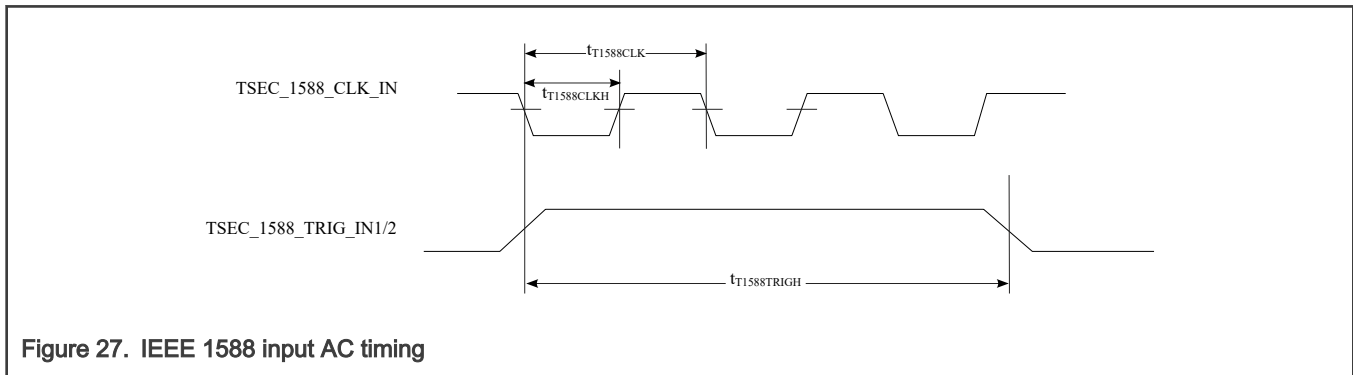 tT1588CLK
TSEC_1588_CLK_IN
tT1588CLKH
TSEC_1588_TRIG_IN1/2
tT1588TRIGH
Figure 27. IEEE 1588 input AC timing